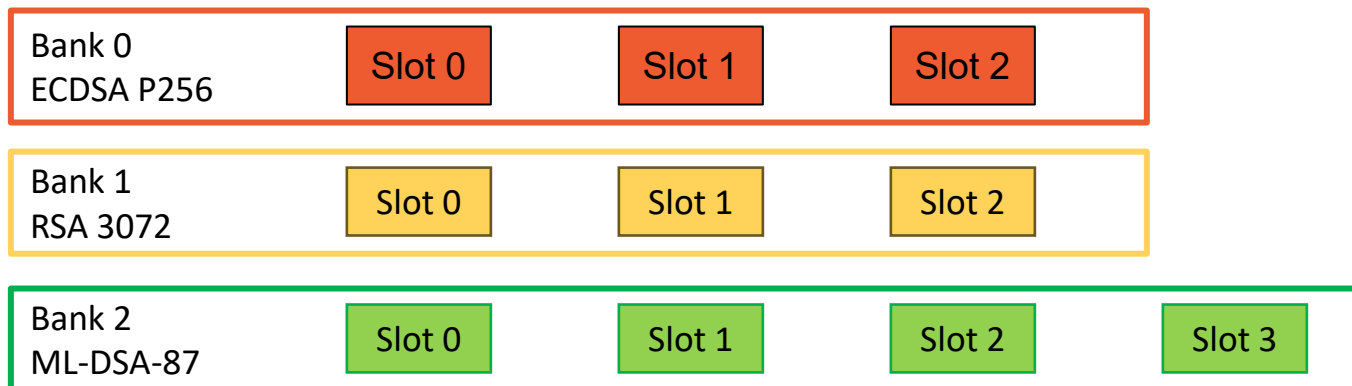 Bank 0
ECDSA P256
Slot 0
Slot 1
Slot 2
Bank 1
RSA 3072
Slot 0
Slot 1
Slot 2
Bank 2
ML-DSA-87
Slot 0
Slot 1
Slot 2
Slot 3